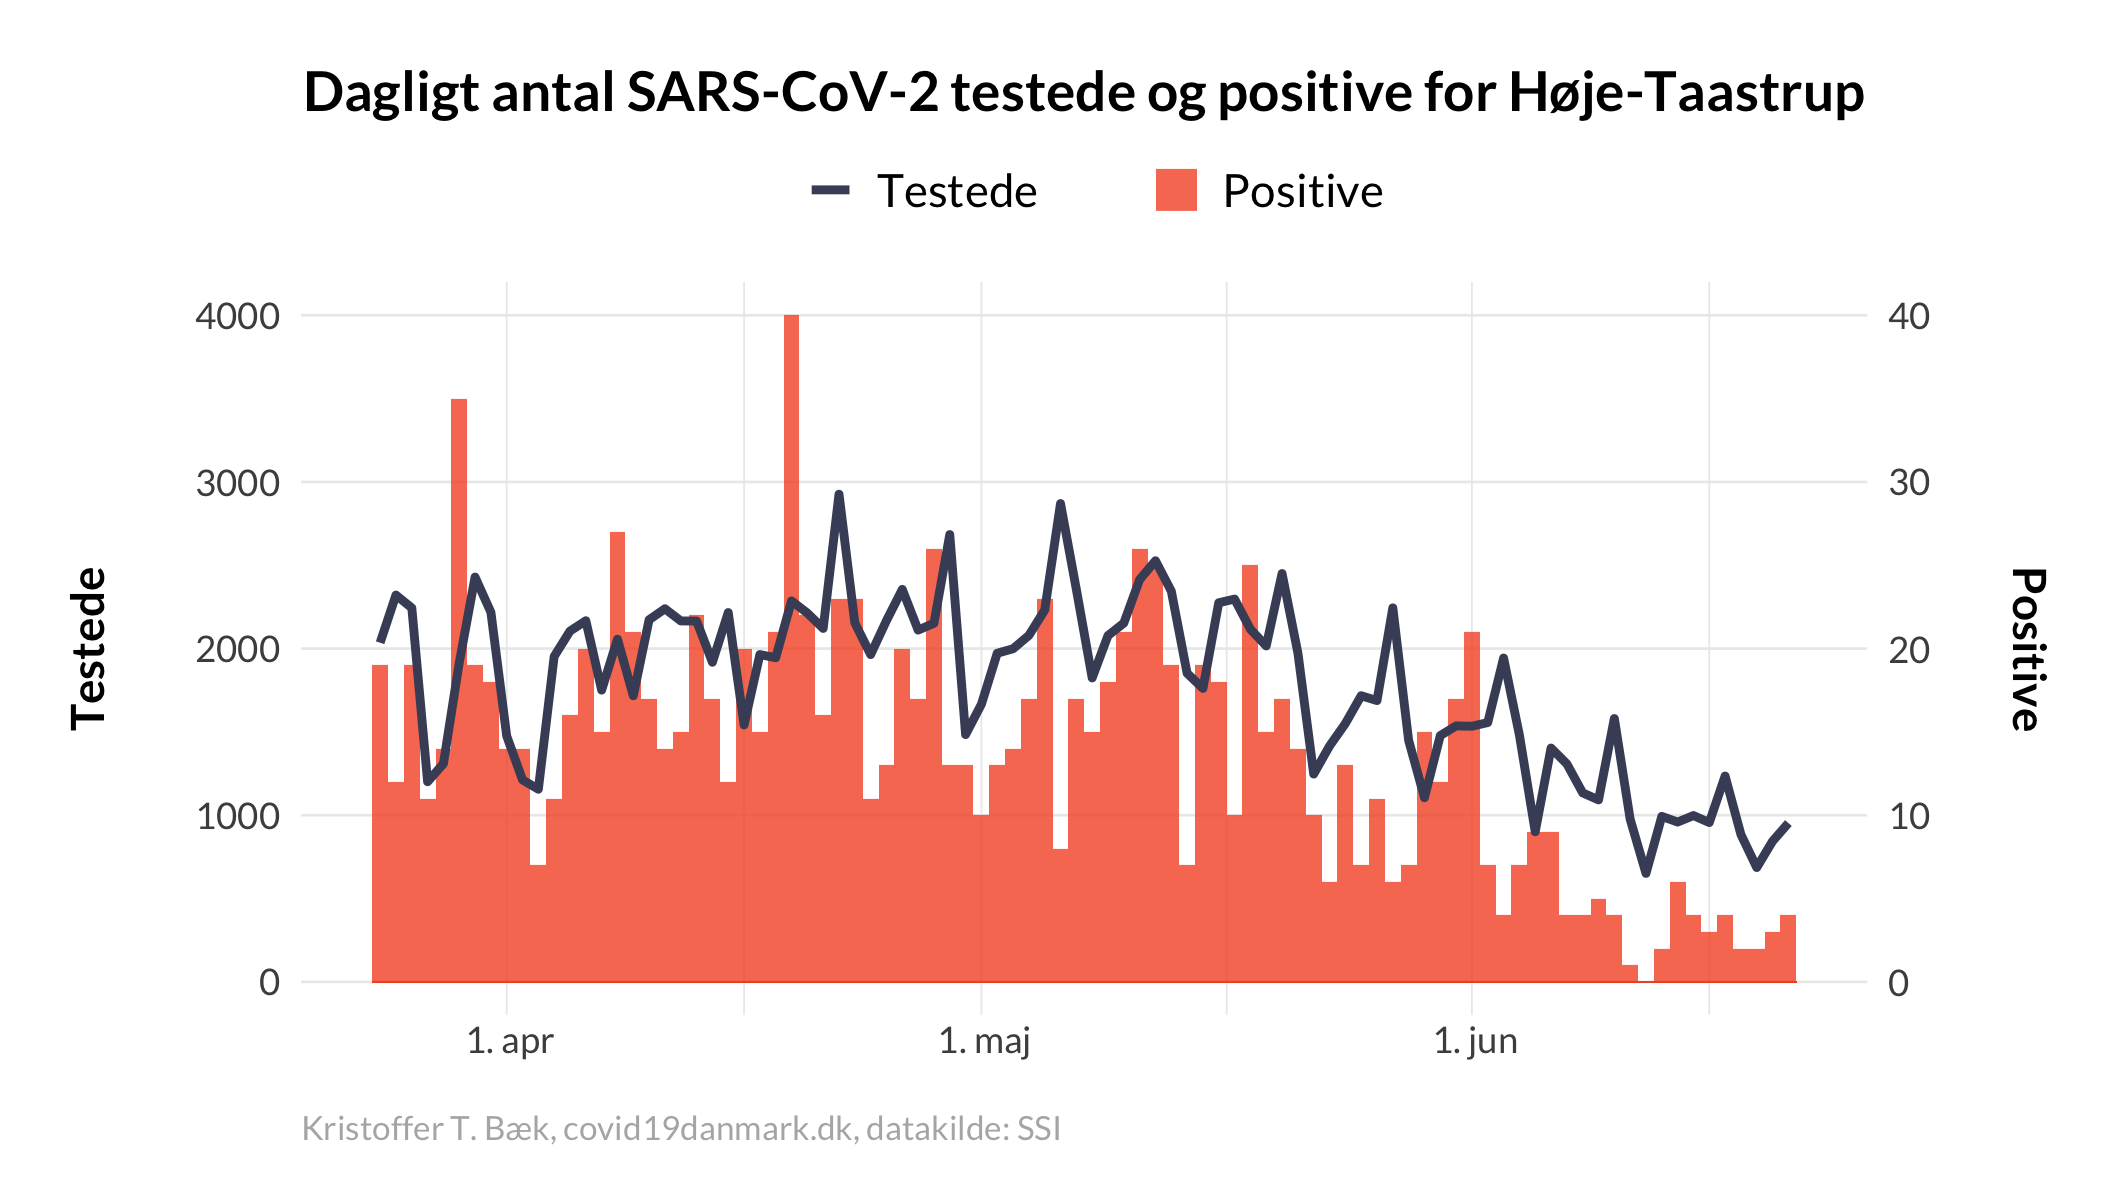 Dagligt antal SARS-CoV-2 testede og positive for Høje-Taastrup
Testede
Positive
4000
3000
2000
1000
0
Testede
40
30
20
10
0
Positive
1. apr
1. maj
1. jun
Kristoffer T. Bæk, covid19danmark.dk, datakilde: SSI